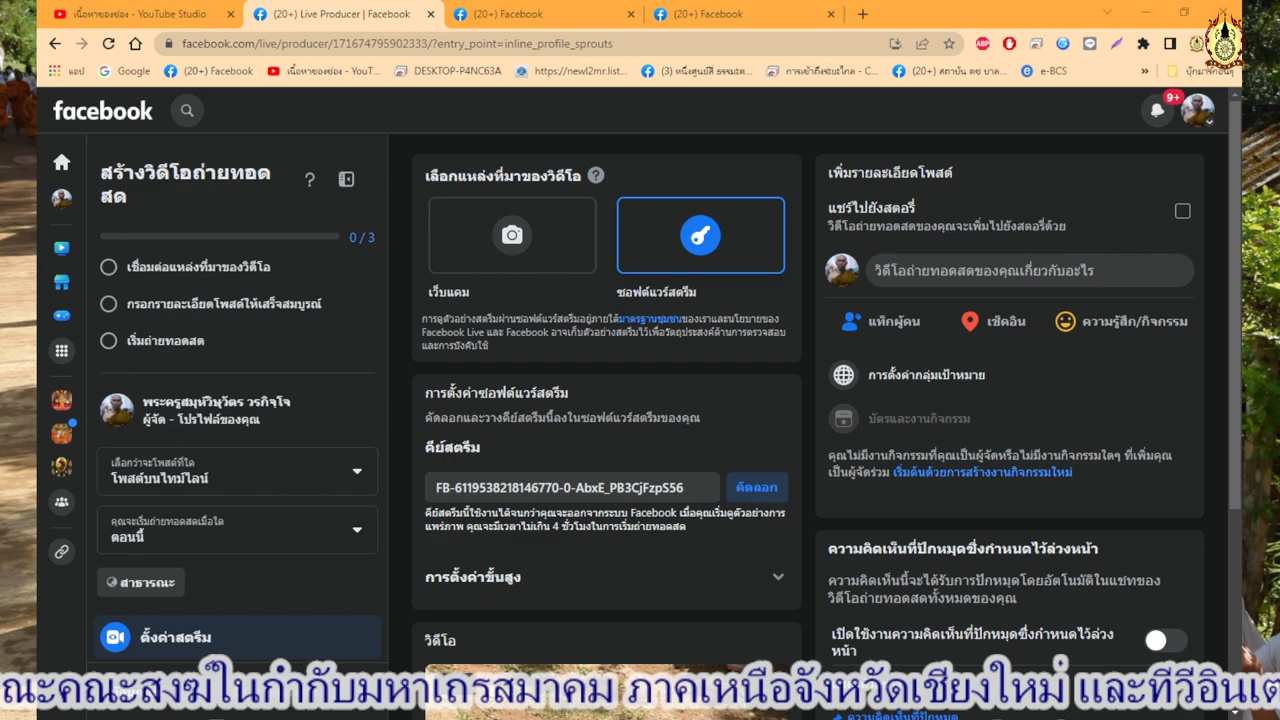 เนื้อหาของช่อง - YouTube Studio
(20+) Live Producer | Facebook
(20+) Facebook
(20+) Facebook
facebook.com/live/producer/171674795902333/?entry_point=inline_profile_sprouts
แอป
Google
(20+) Facebook
เนื้อหาของช่อง - YouT...
DESKTOP-P4NC63A
https://newl2mr.list...
(3) หนึ่งศูนย์สี ธรรมะต...
การเข้าถึงระยะไกล - C...
(20+) สถาบัน ตช บาล...
e-BCS
»
บุ๊กมาร์กอื่นๆ
facebook
9+
สร้างวิดีโอถ่ายทอด
สด
0 / 3
เชื่อมต่อแหล่งที่มาของวิดีโอ
กรอกรายละเอียดโพสต์ให้เสร็จสมบูรณ์
เริ่มถ่ายทอดสด
พระครูสมุห์วิษุวัตร วรกิจโจ
ผู้จัด - โปรไฟล์ของคุณ
เลือกว่าจะโพสต์ที่ใด
โพสต์บนไทม์ไลน์
คุณจะเริ่มถ่ายทอดสดเมื่อใด
ตอนนี้
สาธารณะ
ตั้งค่าสตรีม
เลือกแหล่งที่มาของวิดีโอ
เว็บแคม
ซอฟต์แวร์สตรีม
การดูตัวอย่างสตรีมผ่านซอฟต์แวร์สตรีมอยู่ภายใต้มาตรฐานชุมชนของเราและนโยบายของ
Facebook Live และ Facebook อาจเก็บตัวอย่างสตรีมไว้เพื่อวัตถุประสงค์ด้านการตรวจสอบ
และการบังคับใช้
การตั้งค่าซอฟต์แวร์สตรีม
คัดลอกและวางคีย์สตรีมนี้ลงในซอฟต์แวร์สตรีมของคุณ
คีย์สตรีม
FB-6119538218146770-0-AbxE_PB3CjFzpS56
คัดลอก
คีย์สตรีมนี้ใช้งานได้จนกว่าคุณจะออกจากระบบ Facebook เมื่อคุณเริ่มดูตัวอย่างการ
แพร่ภาพ คุณจะมีเวลาไม่เกิน 4 ชั่วโมงในการเริ่มถ่ายทอดสด
การตั้งค่าขั้นสูง
วิดีโอ
เพิ่มรายละเอียดโพสต์
แชร์ไปยังสตอรี่
วิดีโอถ่ายทอดสดของคุณจะเพิ่มไปยังสตอรี่ด้วย
วิดีโอถ่ายทอดสดของคุณเกี่ยวกับอะไร
แท็กผู้คน
เช็คอิน
ความรู้สึก/กิจกรรม
การตั้งค่ากลุ่มเป้าหมาย
บัตรและงานกิจกรรม
คุณไม่มีงานกิจกรรมที่คุณเป็นผู้จัดหรือไม่มีงานกิจกรรมใดๆ ที่เพิ่มคุณ
เป็นผู้จัดร่วม เริ่มต้นด้วยการสร้างงานกิจกรรมใหม่
ความคิดเห็นที่ปักหมุดซึ่งกำหนดไว้ล่วงหน้า
ความคิดเห็นนี้จะได้รับการปักหมุดโดยอัตโนมัติในแชทของ
วิดีโอถ่ายทอดสดทั้งหมดของคุณ
เปิดใช้งานความคิดเห็นที่ปักหมุดซึ่งกำหนดไว้ล่วง
หน้า
ณะคณะสงฆ์ในกำกับมหาเถรสมาคม ภาคเหนือจังหวัดเชียงใหม่ และทีวีอินเต